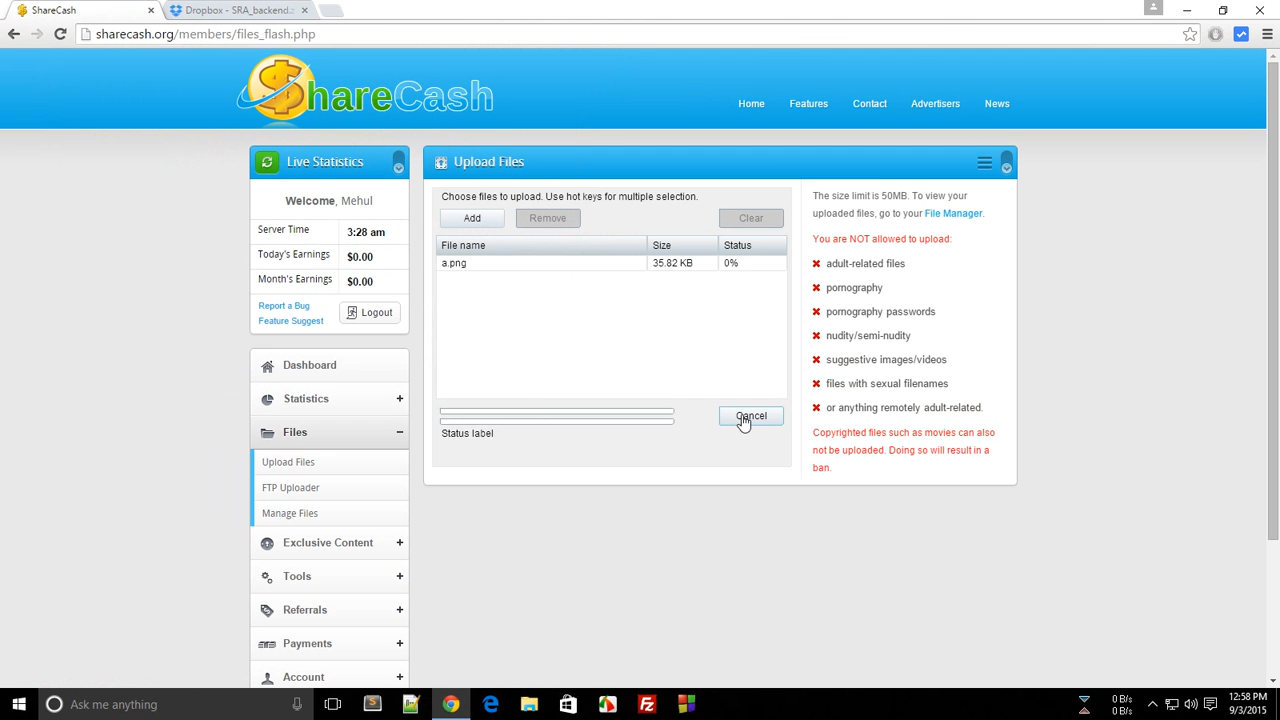 ShareCash
Dropbox - SRA_backend.
sharecash.org/members/files_flash.php
$hareCash
Home Features Contact Advertisers News
Live Statistics
Welcome, Mehul
Server Time 3:28 am
Today's Earnings $0.00
Month's Earnings $0.00
Report a Bug
Feature Suggest
Logout
Dashboard
Statistics +
Files −
Upload Files
FTP Uploader
Manage Files
Exclusive Content +
Tools +
Referrals +
Payments +
Account +
Upload Files
Choose files to upload. Use hot keys for multiple selection.
Add Remove Clear
File name Size Status
a.png 35.82 KB 0%
Cancel
Status label
The size limit is 50MB. To view your
uploaded files, go to your File Manager.
You are NOT allowed to upload:
adult-related files
pornography
pornography passwords
nudity/semi-nudity
suggestive images/videos
files with sexual filenames
or anything remotely adult-related.
Copyrighted files such as movies can also
not be uploaded. Doing so will result in a
ban.
Ask me anything
0 B/s
0 B/s
12:58 PM
9/3/2015